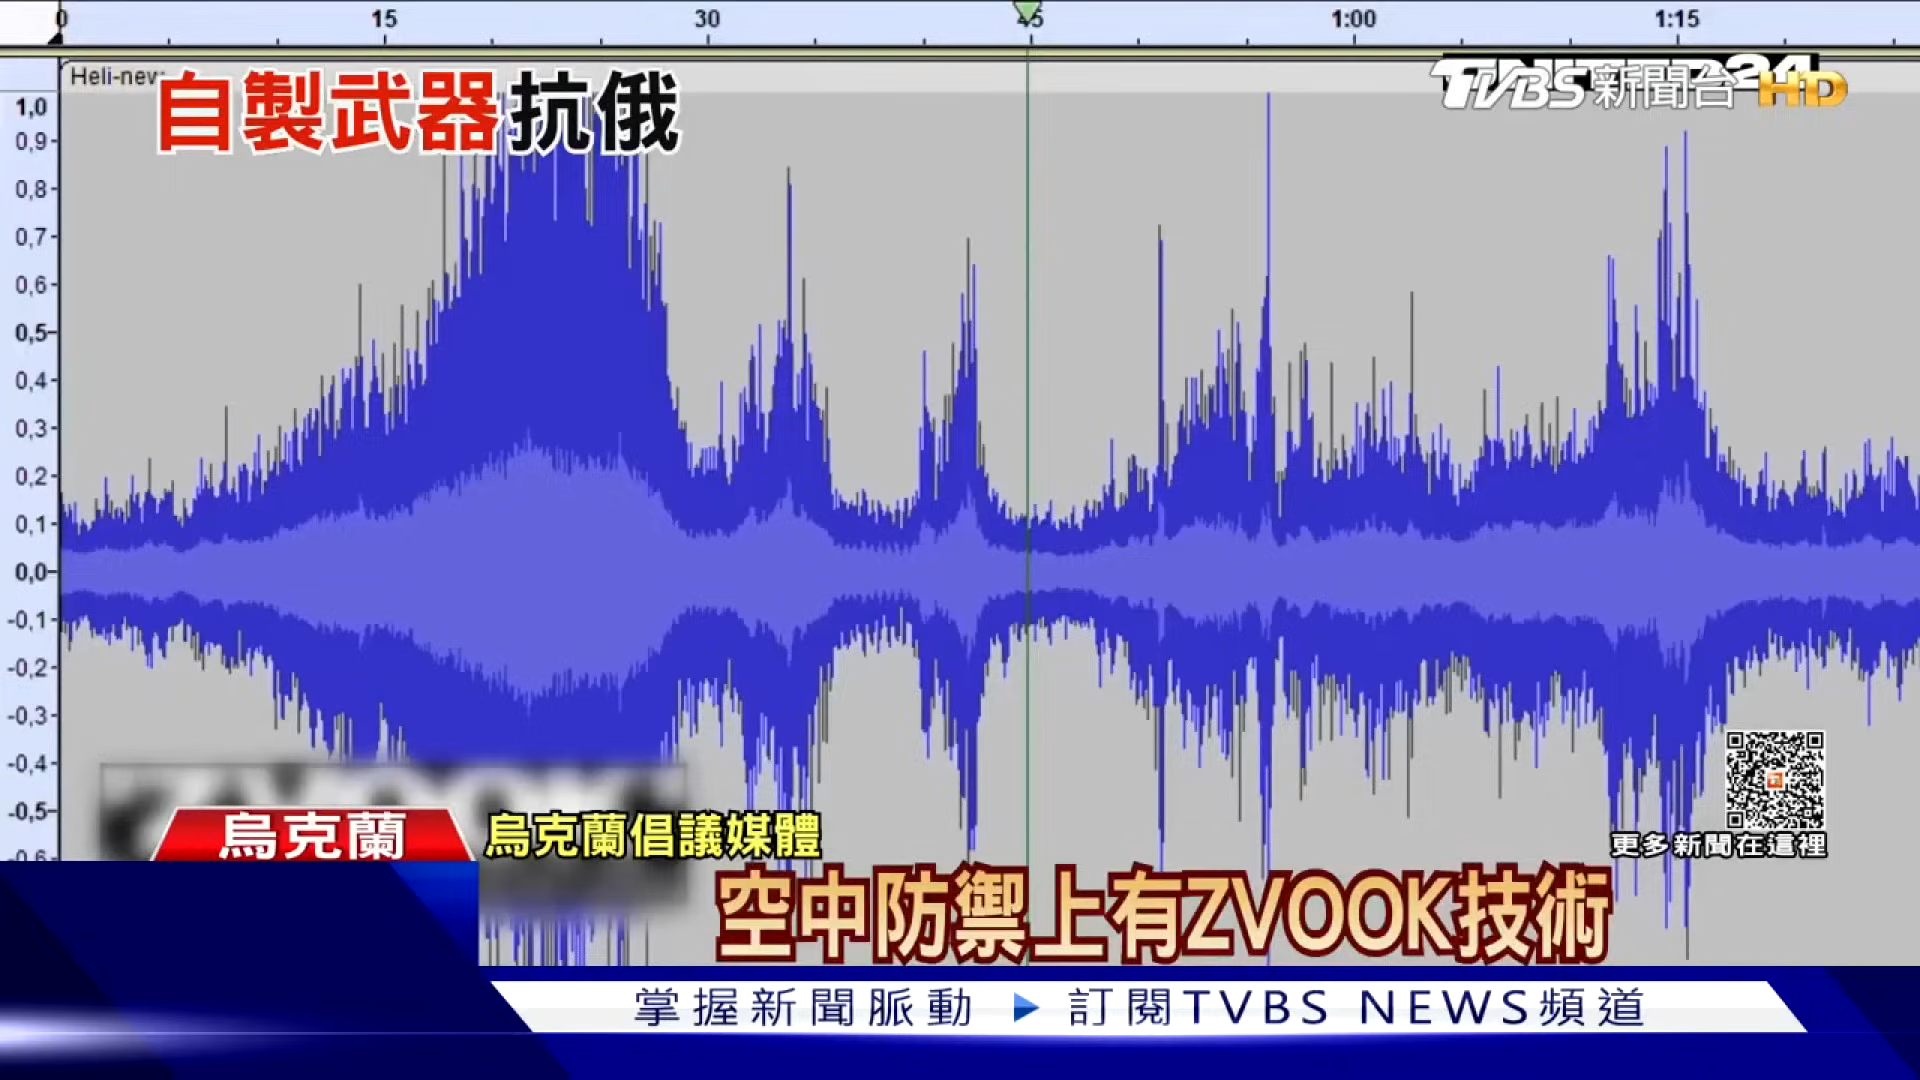 0 15 30 45 1:00 1:15
Heli-new
自製武器抗俄
TVBS新聞台 HD
1,0
0,9
0,8
0,7
0,6
0,5
0,4
0,3
0,2
0,1
0,0
-0,1
-0,2
-0,3
-0,4
-0,5
-0,6
烏克蘭
烏克蘭倡議媒體
更多新聞在這裡
空中防禦上有ZVOOK技術
掌握新聞脈動 ▶ 訂閱TVBS NEWS頻道